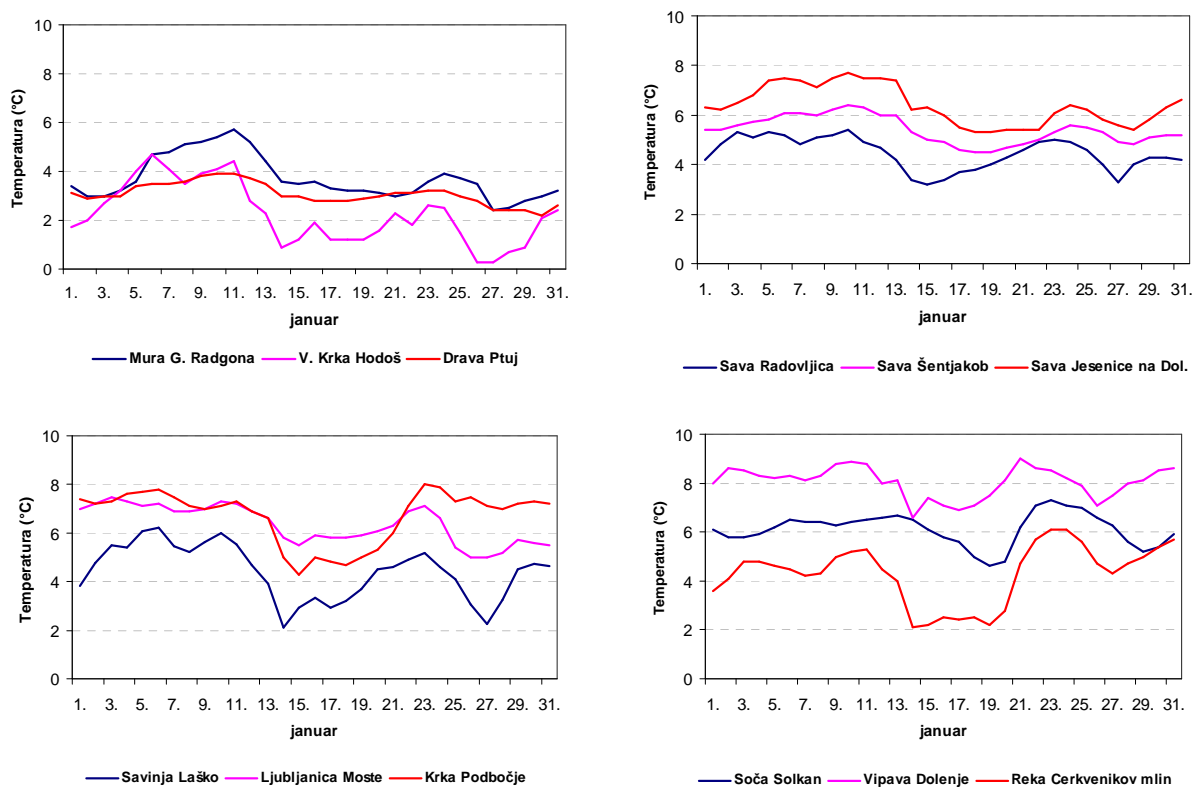 Temperatura (°C)
10
8
6
4
2
0
1. 3. 5. 7. 9. 11. 13. 15. 17. 19. 21. 23. 25. 27. 29. 31.
januar
Mura G. Radgona V. Krka Hodoš Drava Ptuj
Temperatura (°C)
10
8
6
4
2
0
1. 3. 5. 7. 9. 11. 13. 15. 17. 19. 21. 23. 25. 27. 29. 31.
januar
Sava Radovljica Sava Šentjakob Sava Jesenice na Dol.
Temperatura (°C)
10
8
6
4
2
0
1. 3. 5. 7. 9. 11. 13. 15. 17. 19. 21. 23. 25. 27. 29. 31.
januar
Savinja Laško Ljubljanica Moste Krka Podbočje
Temperatura (°C)
10
8
6
4
2
0
1. 3. 5. 7. 9. 11. 13. 15. 17. 19. 21. 23. 25. 27. 29. 31.
januar
Soča Solkan Vipava Dolenje Reka Cerkvenikov mlin